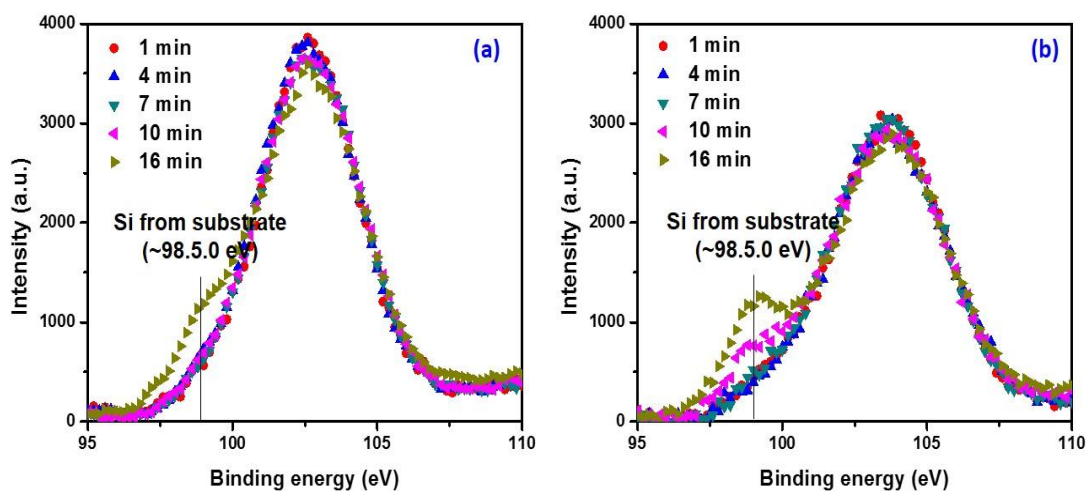 (a)
4000
3000
2000
1000
0
Intensity (a.u.)
1 min
4 min
7 min
10 min
16 min
Si from substrate
(~98.5.0 eV)
95 100 105 110
Binding energy (eV)
(b)
4000
3000
2000
1000
0
Intensity (a.u.)
1 min
4 min
7 min
10 min
16 min
Si from substrate
(~98.5.0 eV)
95 100 105 110
Binding energy (eV)